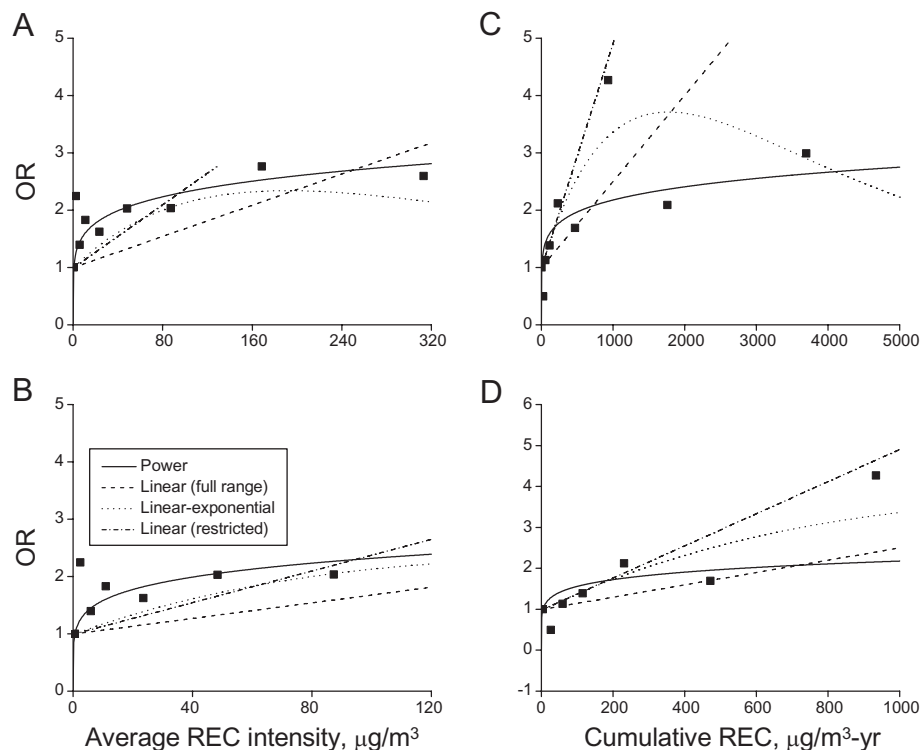 A
OR
5
4
3
2
1
0
0 80 160 240 320
C
5
4
3
2
1
0
0 1000 2000 3000 4000 5000
B
OR
5
4
3
2
1
0
Power
Linear (full range)
Linear-exponential
Linear (restricted)
0 40 80 120
Average REC intensity, μg/m³
D
6
5
4
3
2
1
0
-1
0 200 400 600 800 1000
Cumulative REC, μg/m³-yr